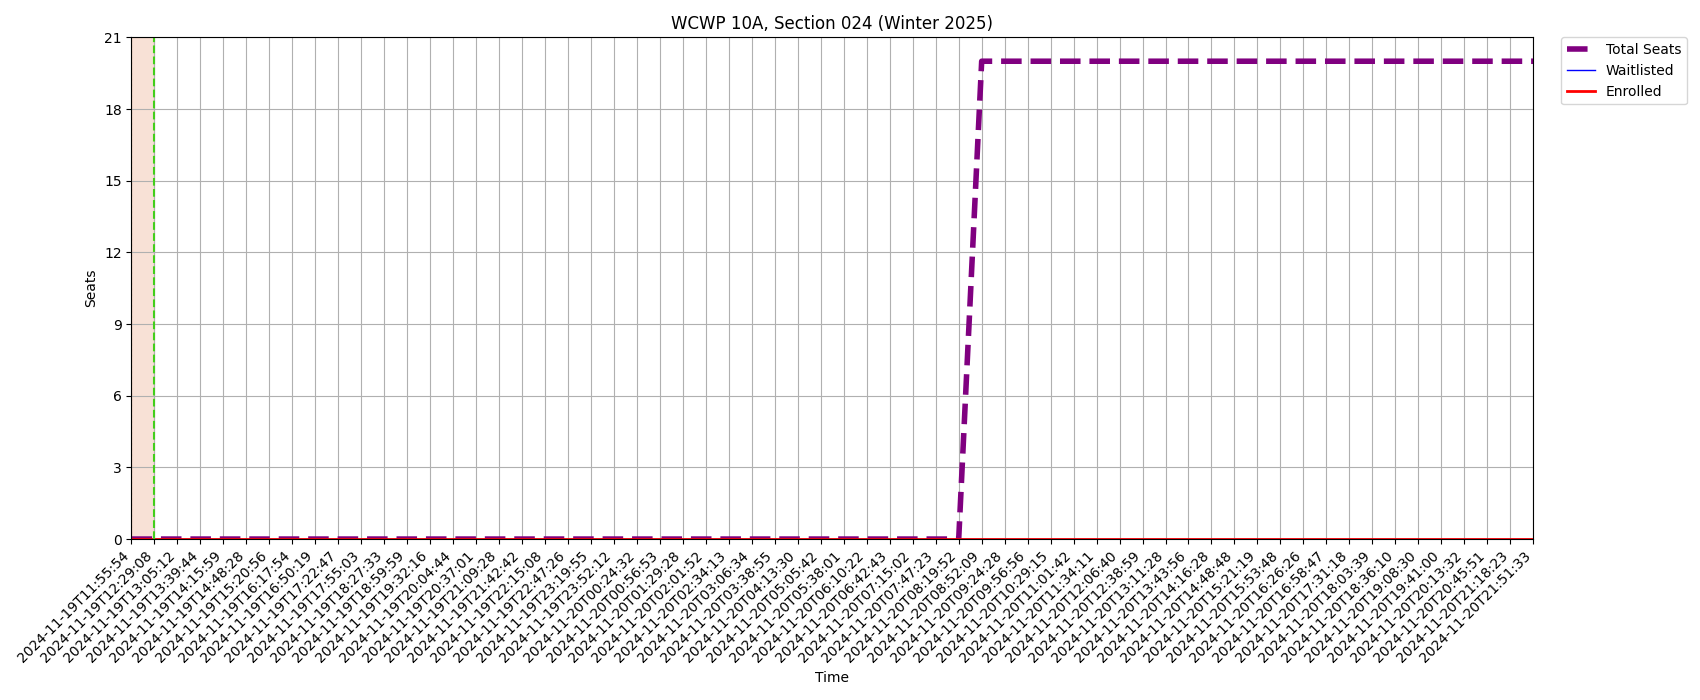 WCWP 10A, Section 024 (Winter 2025)
Total Seats
Waitlisted
Enrolled
Seats
21
18
15
12
9
6
3
0
2024-11-19T11:55:54
2024-11-19T12:29:08
2024-11-19T13:05:12
2024-11-19T13:39:44
2024-11-19T14:15:59
2024-11-19T14:48:28
2024-11-19T15:20:56
2024-11-19T16:17:54
2024-11-19T16:50:19
2024-11-19T17:22:47
2024-11-19T17:55:03
2024-11-19T18:27:33
2024-11-19T18:59:59
2024-11-19T19:32:16
2024-11-19T20:04:44
2024-11-19T20:37:01
2024-11-19T21:09:28
2024-11-19T21:42:42
2024-11-19T22:15:08
2024-11-19T22:47:26
2024-11-19T23:19:55
2024-11-19T23:52:12
2024-11-20T00:24:32
2024-11-20T00:56:53
2024-11-20T01:29:28
2024-11-20T02:01:52
2024-11-20T02:34:13
2024-11-20T03:06:34
2024-11-20T03:38:55
2024-11-20T04:13:30
2024-11-20T05:05:42
2024-11-20T05:38:01
2024-11-20T06:10:22
2024-11-20T06:42:43
2024-11-20T07:15:02
2024-11-20T07:47:23
2024-11-20T08:19:52
2024-11-20T08:52:09
2024-11-20T09:24:28
2024-11-20T09:56:56
2024-11-20T10:29:15
2024-11-20T11:01:42
2024-11-20T11:34:11
2024-11-20T12:06:40
2024-11-20T12:38:59
2024-11-20T13:11:28
2024-11-20T13:43:56
2024-11-20T14:16:28
2024-11-20T14:48:48
2024-11-20T15:21:19
2024-11-20T15:53:48
2024-11-20T16:26:26
2024-11-20T16:58:47
2024-11-20T17:31:18
2024-11-20T18:03:39
2024-11-20T18:36:10
2024-11-20T19:08:30
2024-11-20T19:41:00
2024-11-20T20:13:32
2024-11-20T20:45:51
2024-11-20T21:18:23
2024-11-20T21:51:33
Time